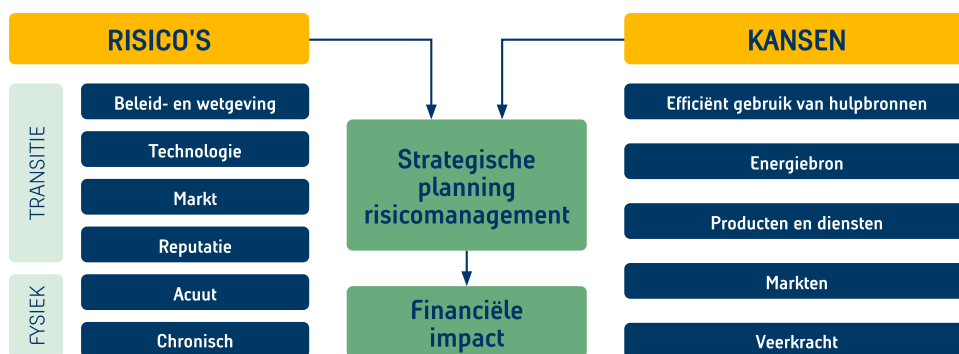 RISICO'S
TRANSITIE
Beleid- en wetgeving
Technologie
Markt
Reputatie
FYSIEK
Acuut
Chronisch
Strategische
planning
risicomanagement
Financiële
impact
KANSEN
Efficiënt gebruik van hulpbronnen
Energiebron
Producten en diensten
Markten
Veerkracht